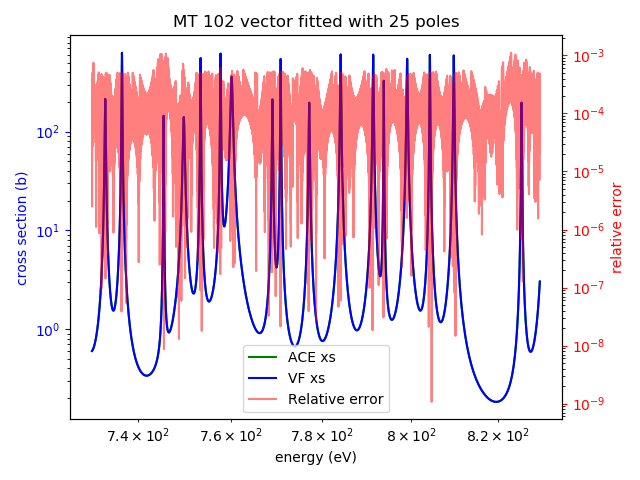 MT 102 vector fitted with 25 poles
cross section (b)
10²
10¹
10⁰
10⁻³
10⁻⁴
10⁻⁵
10⁻⁶
10⁻⁷
10⁻⁸
10⁻⁹
relative error
ACE xs
VF xs
Relative error
7.4 × 10² 7.6 × 10² 7.8 × 10² 8 × 10² 8.2 × 10²
energy (eV)